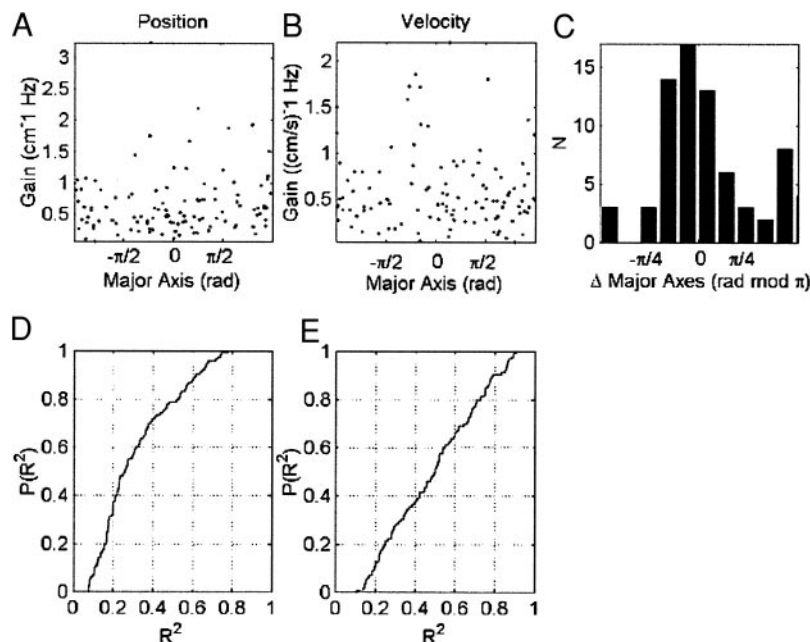 A
Position
3
2.5
2
1.5
1
0.5
Gain (cm^-1 Hz)
-π/2 0 π/2
Major Axis (rad)
B
Velocity
2
1.5
1
0.5
Gain ((cm/s)^-1 Hz)
-π/2 0 π/2
Major Axis (rad)
C
15
10
5
0
N
-π/4 0 π/4
Δ Major Axes (rad mod π)
D
1
0.8
0.6
0.4
0.2
0
P(R²)
0 0.2 0.4 0.6 0.8 1
R²
E
1
0.8
0.6
0.4
0.2
0
P(R²)
0 0.2 0.4 0.6 0.8 1
R²